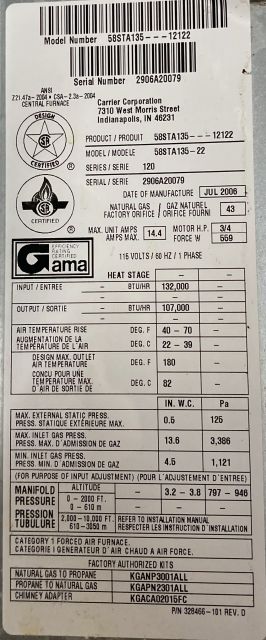 Model Number 58STA135----12122
Serial Number 2906A20079
ANSI
Z21.47a-2004 • CSA-2.3a-2004
CENTRAL FURNACE
Carrier Corporation
7310 West Morris Street
Indianapolis, IN 46231
DESIGN
CERTIFIED
PRODUCT / PRODUIT 58STA135----12122
MODEL / MODELE 58STA135-22
SERIES / SERIE 120
SERIAL / SERIE 2906A20079
DATE OF MANUFACTURE JUL 2006
CERTIFIED
NATURAL GAS / GAZ NATUREL
FACTORY ORIFICE / ORIFICE FOURNI 43
MAX. UNIT AMPS
AMPS MAX. 14.4
MOTOR H.P. 3/4
FORCE W 559
Gama
EFFICIENCY
RATING
CERTIFIED
115 VOLTS / 60 HZ / 1 PHASE
HEAT STAGE - -
INPUT / ENTREE - BTU/HR 132,000 - -
OUTPUT / SORTIE - BTU/HR 107,000 - -
AIR TEMPERATURE RISE DEG. F 40 - 70 - -
AUGMENTATION DE LA
TEMPERATURE DE L'AIR DEG. C 22 - 39 - -
DESIGN MAX. OUTLET
AIR TEMPERATURE DEG. F 180 - -
CONCU POUR UNE
TEMPERATURE MAX.
D'AIR DE SORTIE DE DEG. C 82 - -
IN. W.C. Pa
MAX. EXTERNAL STATIC PRESS.
PRESS. STATIQUE EXTÉRIEURE MAX. 0.5 125
MAX. INLET GAS PRESS.
PRESS. MAX. D'ADMISSION DE GAZ 13.6 3,386
MIN. INLET GAS PRESS.
PRESS. MIN. D'ADMISSION DE GAZ 4.5 1,121
(FOR PURPOSE OF INPUT ADJUSTMENT) (POUR L'AJUSTEMENT D'ENTREE)
MANIFOLD
PRESSURE
ALTITUDE
0 - 2000 FT.
0 - 610 m
- 3.2 - 3.8 797 - 946
PRESSION
TUBULURE
2,000 -10,000 FT.
610-3050 m
REFER TO INSTALLATION MANUAL
RESPECTER LES INSTRUCTION D'INSTALLATION
CATEGORY 1 FORCED AIR FURNACE.
CATEGORIE I GENERATEUR D'AIR CHAUD A AIR FORCE.
FACTORY AUTHORIZED KITS
NATURAL GAS TO PROPANE KGANP3001ALL
PROPANE TO NATURAL GAS KGAPN2301ALL
CHIMNEY ADAPTER KGACA02015FC
P/N 328466-101 REV. D